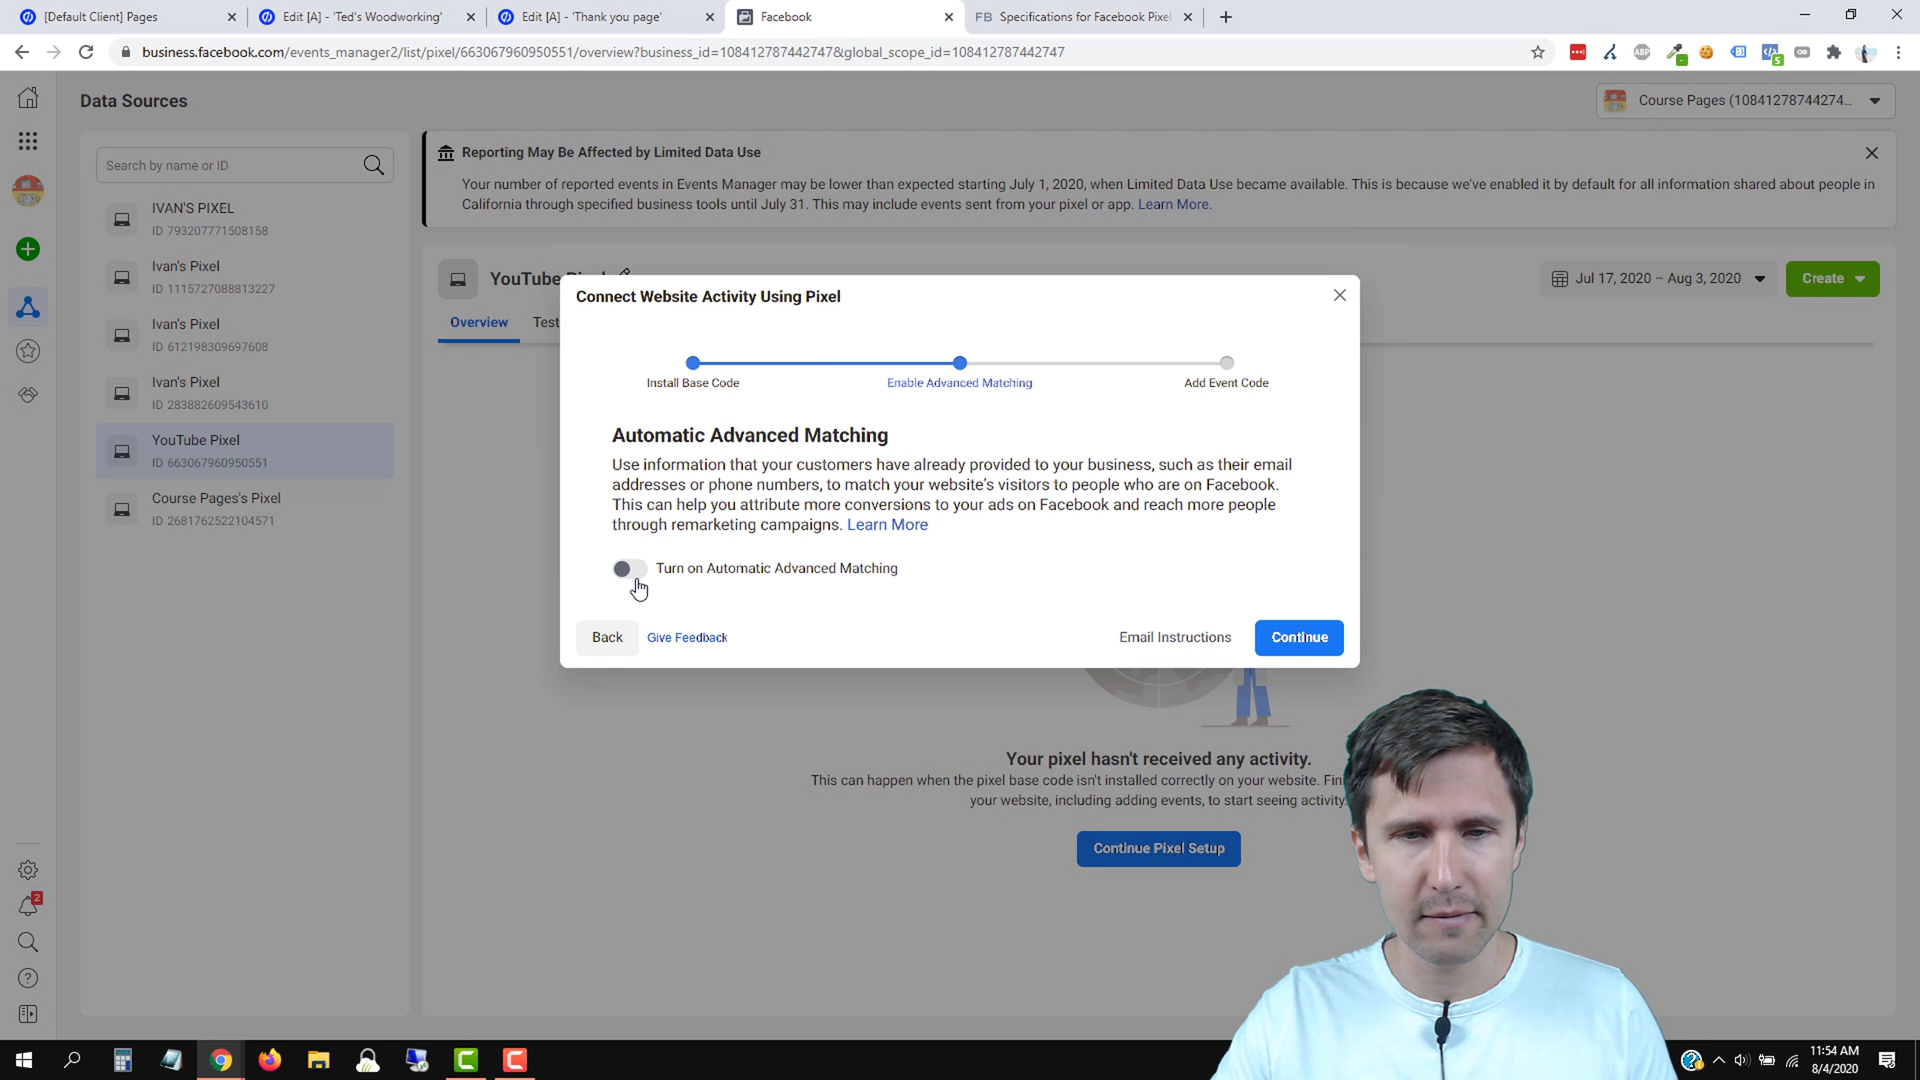 [Default Client] Pages
Edit [A] - 'Ted's Woodworking'
Edit [A] - 'Thank you page'
Facebook
FB Specifications for Facebook Pixel
business.facebook.com/events_manager2/list/pixel/663067960950551/overview?business_id=108412787442747&global_scope_id=108412787442747
ABP
5
Data Sources
Course Pages (10841278744274...
Search by name or ID
IVAN'S PIXEL
ID 793207771508158
Ivan's Pixel
ID 1115727088813227
Ivan's Pixel
ID 612198309697608
Ivan's Pixel
ID 283882609543610
YouTube Pixel
ID 663067960950551
Course Pages's Pixel
ID 2681762522104571
Reporting May Be Affected by Limited Data Use
Your number of reported events in Events Manager may be lower than expected starting July 1, 2020, when Limited Data Use became available. This is because we've enabled it by default for all information shared about people in
California through specified business tools until July 31. This may include events sent from your pixel or app. Learn More.
YouTube Pixel
Jul 17, 2020 – Aug 3, 2020
Create
Overview
Test
Connect Website Activity Using Pixel
Install Base Code
Enable Advanced Matching
Add Event Code
Automatic Advanced Matching
Use information that your customers have already provided to your business, such as their email
addresses or phone numbers, to match your website's visitors to people who are on Facebook.
This can help you attribute more conversions to your ads on Facebook and reach more people
through remarketing campaigns. Learn More
Turn on Automatic Advanced Matching
Back
Give Feedback
Email Instructions
Continue
Your pixel hasn't received any activity.
This can happen when the pixel base code isn't installed correctly on your website. Fin
your website, including adding events, to start seeing activity.
Continue Pixel Setup
2
11:54 AM
8/4/2020